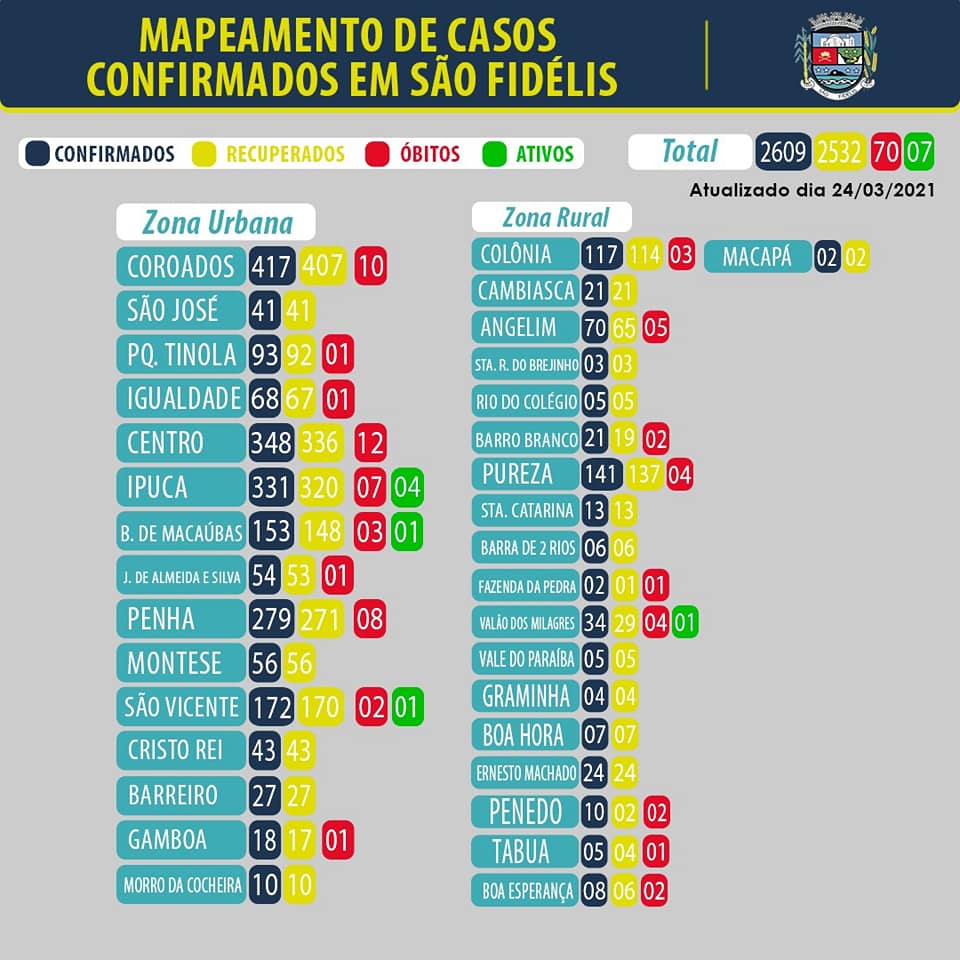 MAPEAMENTO DE CASOS
CONFIRMADOS EM SÃO FIDÉLIS
CONFIRMADOS RECUPERADOS ÓBITOS ATIVOS
Total 2609 2532 70 07
Atualizado dia 24/03/2021
Zona Urbana
COROADOS 417 407 10
SÃO JOSÉ 41 41
PQ. TINOLA 93 92 01
IGUALDADE 68 67 01
CENTRO 348 336 12
IPUCA 331 320 07 04
B. DE MACAÚBAS 153 148 03 01
J. DE ALMEIDA E SILVA 54 53 01
PENHA 279 271 08
MONTESE 56 56
SÃO VICENTE 172 170 02 01
CRISTO REI 43 43
BARREIRO 27 27
GAMBOA 18 17 01
MORRO DA COCHEIRA 10 10
Zona Rural
COLÔNIA 117 114 03
CAMBIASCA 21 21
ANGELIM 70 65 05
STA. R. DO BREJINHO 03 03
RIO DO COLÉGIO 05 05
BARRO BRANCO 21 19 02
PUREZA 141 137 04
STA. CATARINA 13 13
BARRA DE 2 RIOS 06 06
FAZENDA DA PEDRA 02 01 01
VALÃO DOS MILAGRES 34 29 04 01
VALE DO PARAÍBA 05 05
GRAMINHA 04 04
BOA HORA 07 07
ERNESTO MACHADO 24 24
PENEDO 10 02 02
TABUA 05 04 01
BOA ESPERANÇA 08 06 02
MACAPÁ 02 02